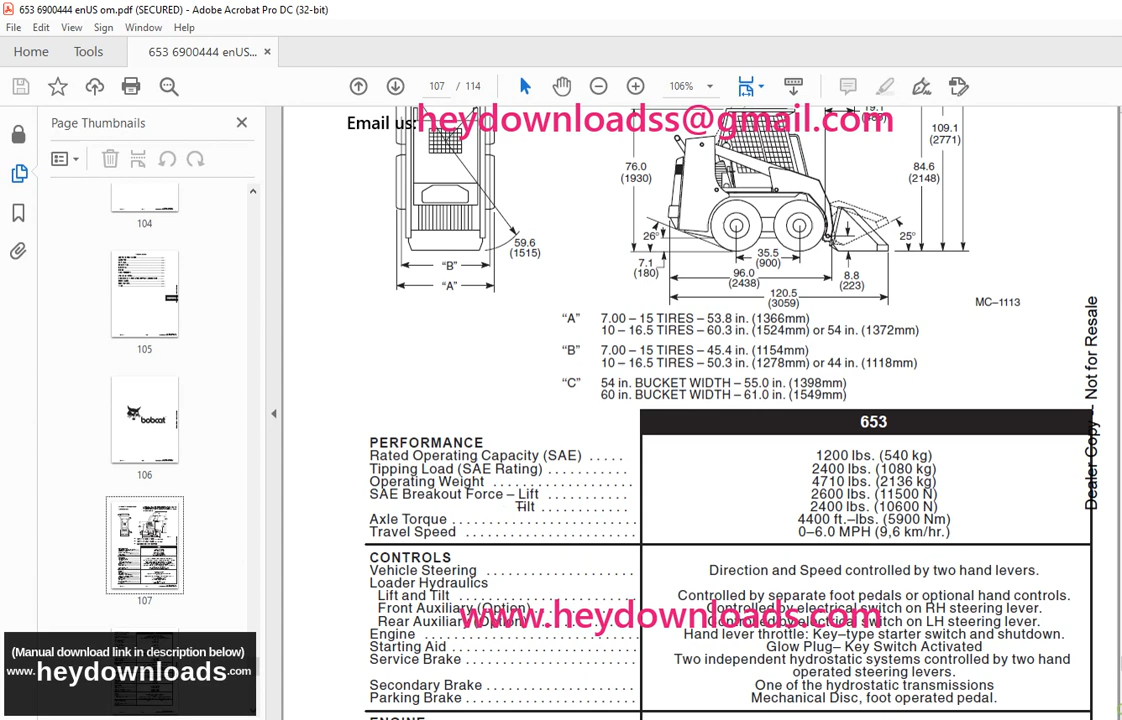 653 6900444 enUS om.pdf (SECURED) - Adobe Acrobat Pro DC (32-bit)
File Edit View Sign Window Help
Home Tools 653 6900444 enUS... ×
107 / 114 106%
Page Thumbnails
104
105
bobcat
106
107
Email us: heydownloadss@gmail.com
109.1
(2771)
76.0
(1930)
84.6
(2148)
59.6
(1515)
26°
25°
7.1
(180)
35.5
(900)
96.0
(2438)
8.8
(223)
120.5
(3059)
"B"
"A"
MC–1113
"A" 7.00 – 15 TIRES – 53.8 in. (1366mm)
10 – 16.5 TIRES – 60.3 in. (1524mm) or 54 in. (1372mm)
"B" 7.00 – 15 TIRES – 45.4 in. (1154mm)
10 – 16.5 TIRES – 50.3 in. (1278mm) or 44 in. (1118mm)
"C" 54 in. BUCKET WIDTH – 55.0 in. (1398mm)
60 in. BUCKET WIDTH – 61.0 in. (1549mm)
653
PERFORMANCE
Rated Operating Capacity (SAE) ..... 1200 lbs. (540 kg)
Tipping Load (SAE Rating) ........... 2400 lbs. (1080 kg)
Operating Weight .................... 4710 lbs. (2136 kg)
SAE Breakout Force – Lift ........... 2600 lbs. (11500 N)
Tilt ............ 2400 lbs. (10600 N)
Axle Torque ......................... 4400 ft.–lbs. (5900 Nm)
Travel Speed ........................ 0–6.0 MPH (9,6 km/hr.)
CONTROLS
Vehicle Steering .................... Direction and Speed controlled by two hand levers.
Loader Hydraulics
Lift and Tilt ....................... Controlled by separate foot pedals or optional hand controls.
Front Auxiliary (Option) ............ Controlled by electrical switch on RH steering lever.
Rear Auxiliary (Option) ............. Controlled by electrical switch on LH steering lever.
Engine .............................. Hand lever throttle: Key–type starter switch and shutdown.
Starting Aid ........................ Glow Plug– Key Switch Activated
Service Brake ....................... Two independent hydrostatic systems controlled by two hand
operated steering levers.
Secondary Brake ..................... One of the hydrostatic transmissions
Parking Brake ....................... Mechanical Disc, foot operated pedal.
Dealer Copy -- Not for Resale
www.heydownloads.com
(Manual download link in description below)
www.heydownloads.com